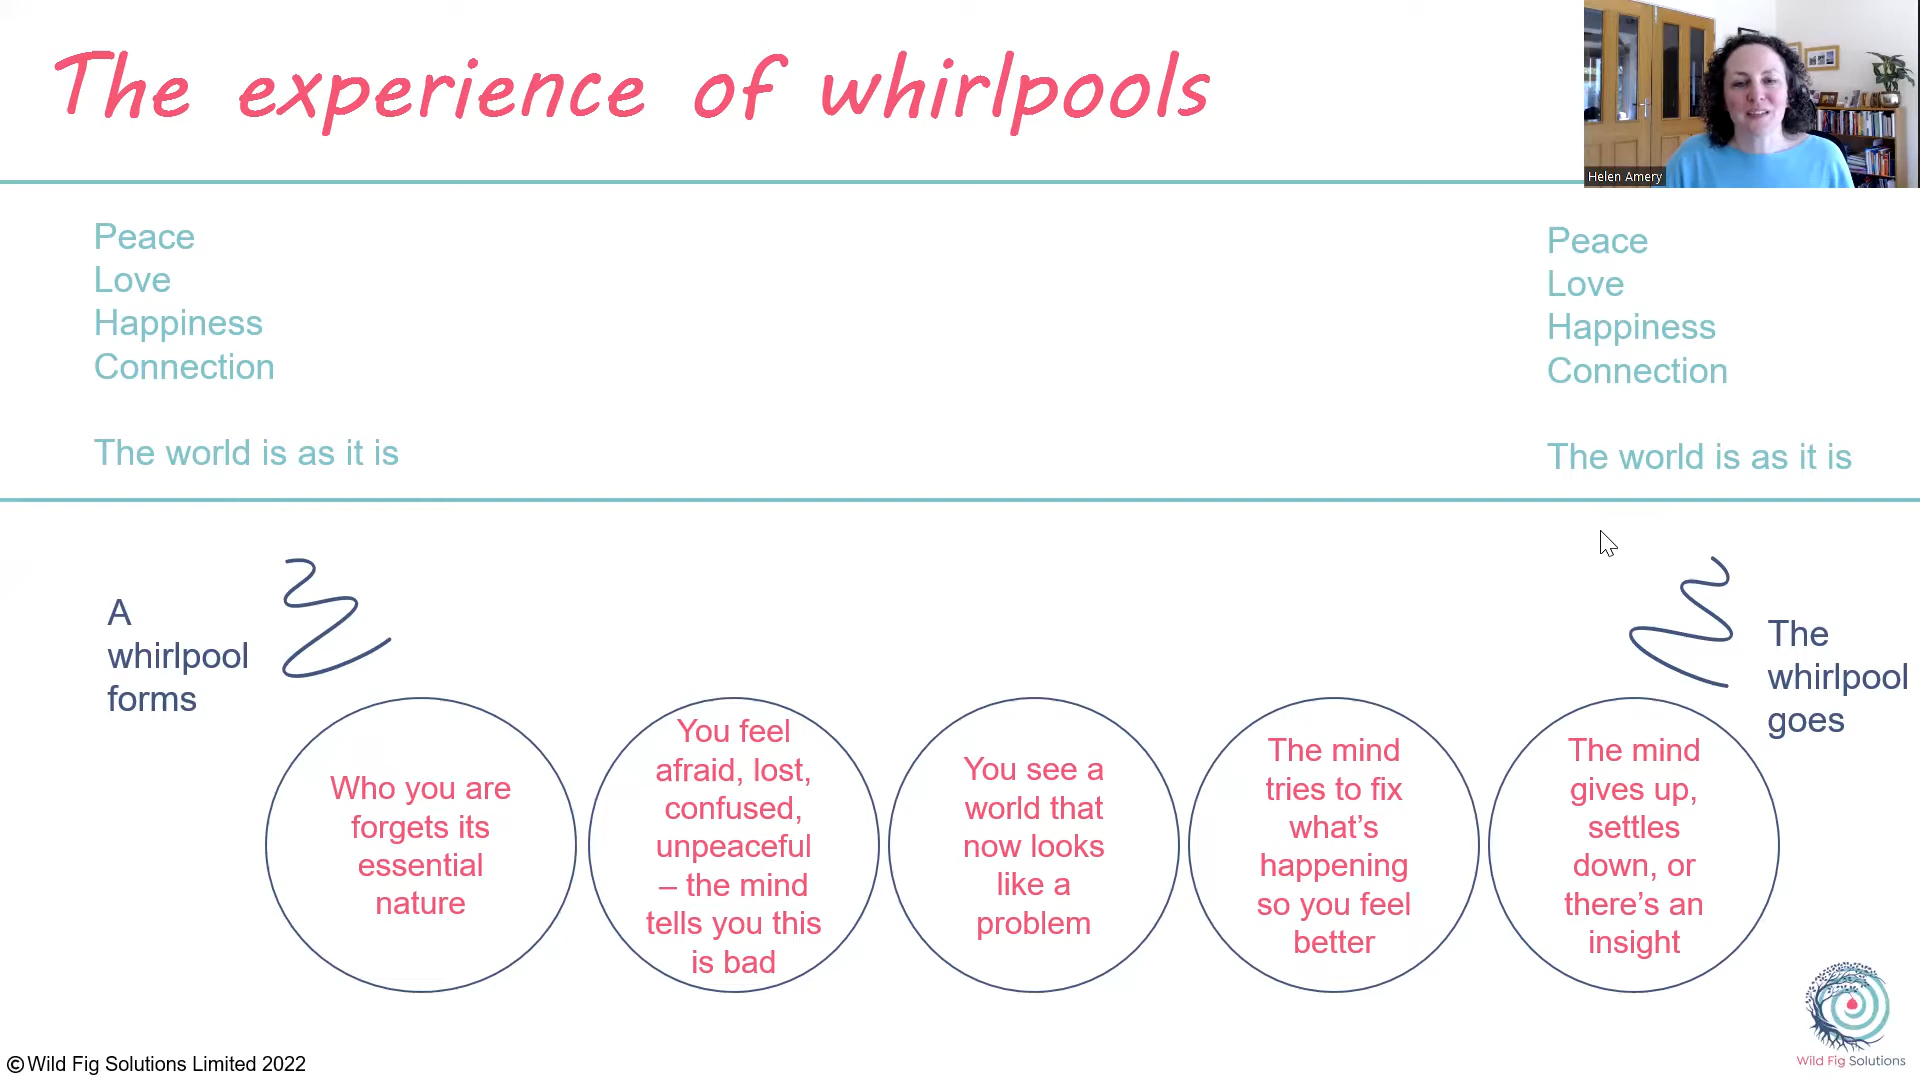 The experience of whirlpools
Helen Amery
Peace
Love
Happiness
Connection
The world is as it is
Peace
Love
Happiness
Connection
The world is as it is
A
whirlpool
forms
Who you are
forgets its
essential
nature
You feel
afraid, lost,
confused,
unpeaceful
– the mind
tells you this
is bad
You see a
world that
now looks
like a
problem
The mind
tries to fix
what’s
happening
so you feel
better
The mind
gives up,
settles
down, or
there’s an
insight
The
whirlpool
goes
Wild Fig Solutions
©Wild Fig Solutions Limited 2022